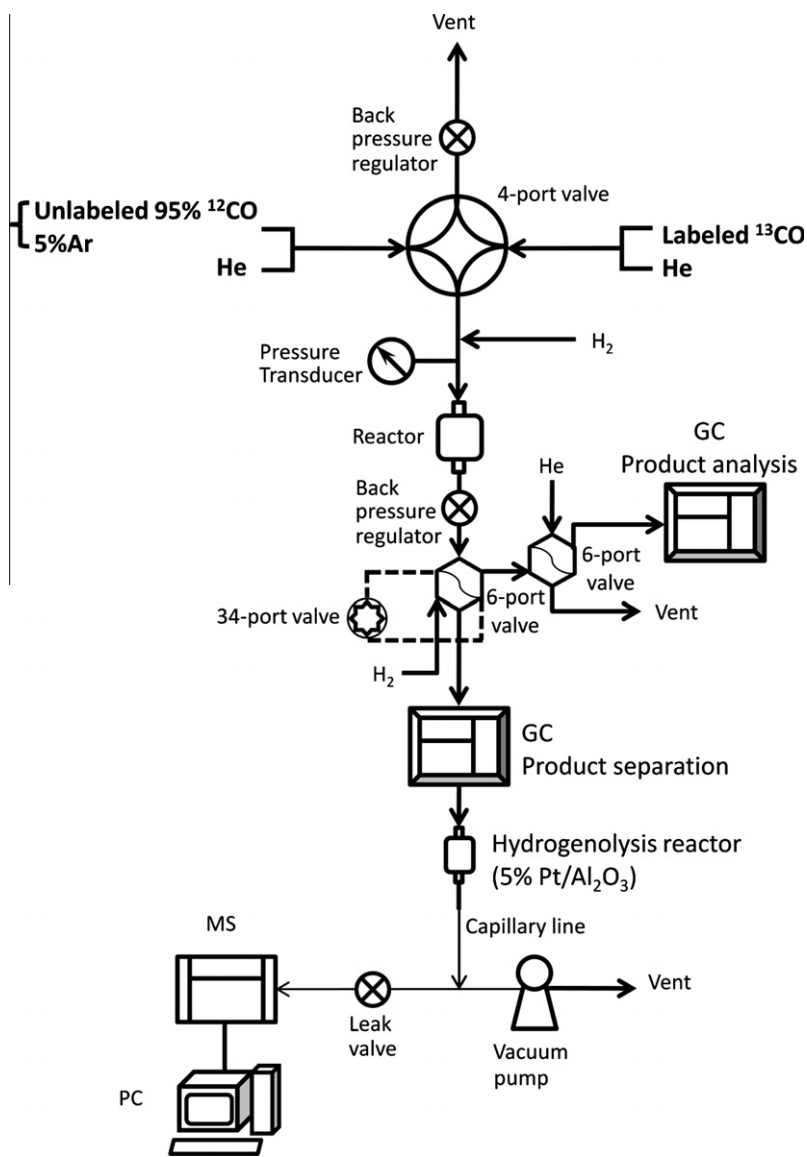 Vent
Back
pressure
regulator
4-port valve
Unlabeled 95% ¹²CO
5%Ar
He
Labeled ¹³CO
He
H₂
Pressure
Transducer
Reactor
GC
Product analysis
He
Back
pressure
regulator
6-port
valve
6-port
valve
Vent
34-port valve
H₂
GC
Product separation
Hydrogenolysis reactor
(5% Pt/Al₂O₃)
Capillary line
MS
Vent
Leak
valve
Vacuum
pump
PC